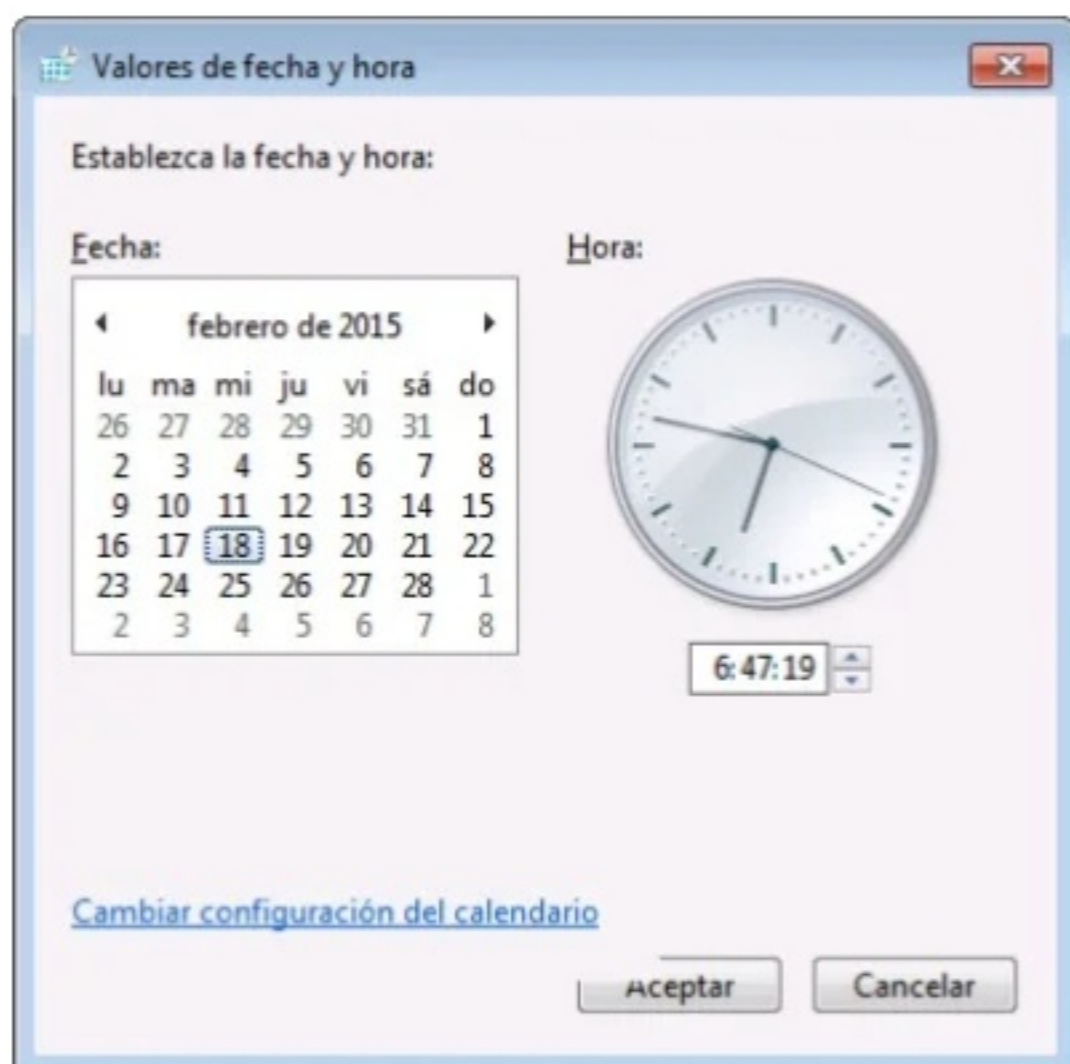 Valores de fecha y hora
Establezca la fecha y hora:
Fecha:
Hora:
febrero de 2015
lu ma mi ju vi sá do
26 27 28 29 30 31 1
2 3 4 5 6 7 8
9 10 11 12 13 14 15
16 17 18 19 20 21 22
23 24 25 26 27 28 1
2 3 4 5 6 7 8
6:47:19
Cambiar configuración del calendario
Aceptar
Cancelar